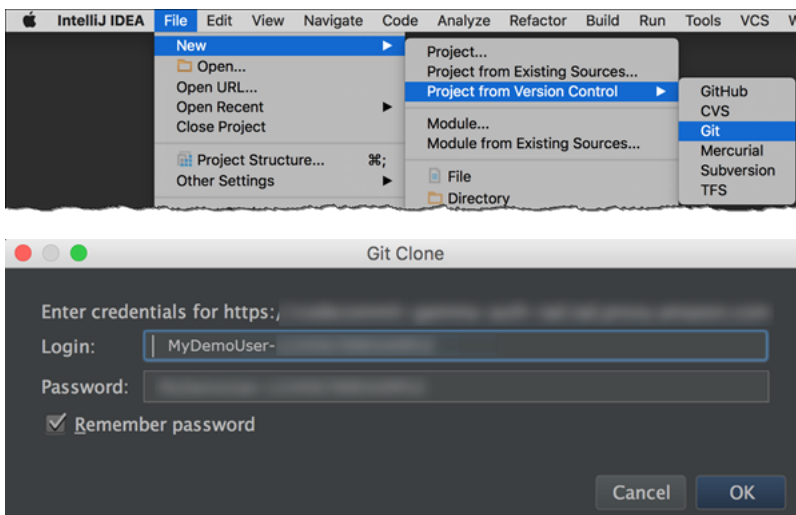 IntelliJ IDEA File Edit View Navigate Code Analyze Refactor Build Run Tools VCS
New
Open...
Open URL...
Open Recent
Close Project
Project Structure... ⌘;
Other Settings
Project...
Project from Existing Sources...
Project from Version Control
Module...
Module from Existing Sources...
File
Directory
GitHub
CVS
Git
Mercurial
Subversion
TFS
Git Clone
Enter credentials for https:/
Login: MyDemoUser-
Password:
Remember password
Cancel OK